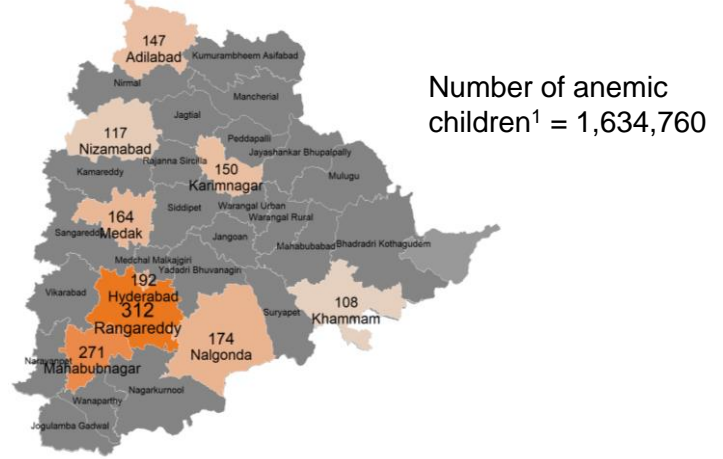 147
Adilabad
Kumurambheem Asifabad
Nirmal
Mancherial
Jagtial
117
Nizamabad
Peddapalli
Jayashankar Bhupalpally
Kamareddy
Rajanna Sircilla
150
Karimnagar
Mulugu
164
Medak
Siddipet
Warangal Urban
Warangal Rural
Sangareddy
Jangoan
Mahabubabad
Bhadradri Kothagudem
Medchal Malkajgiri
Yadadri Bhuvanagiri
192
Hyderabad
Vikarabad
312
Rangareddy
Suryapet
108
Khammam
174
Nalgonda
271
Narayanpet
Mahabubnagar
Nagarkurnool
Wanaparthy
Jogulamba Gadwal
Number of anemic
children¹ = 1,634,760